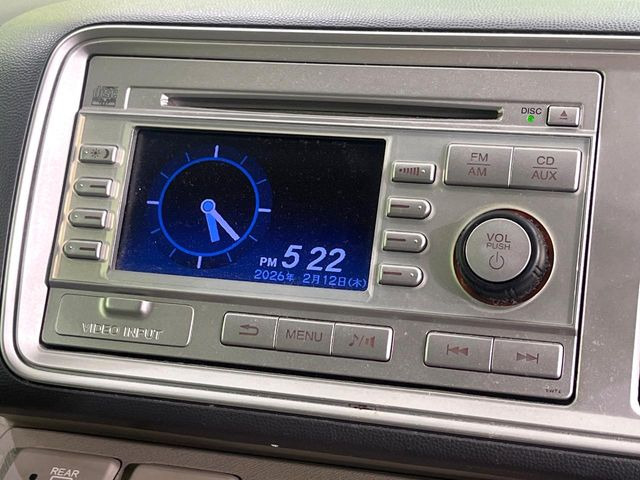 DISC
FM
AM
CD
AUX
VOL
PUSH
PM 5 22
2026年 2月12日(木)
VIDEO INPUT
MENU
REAR